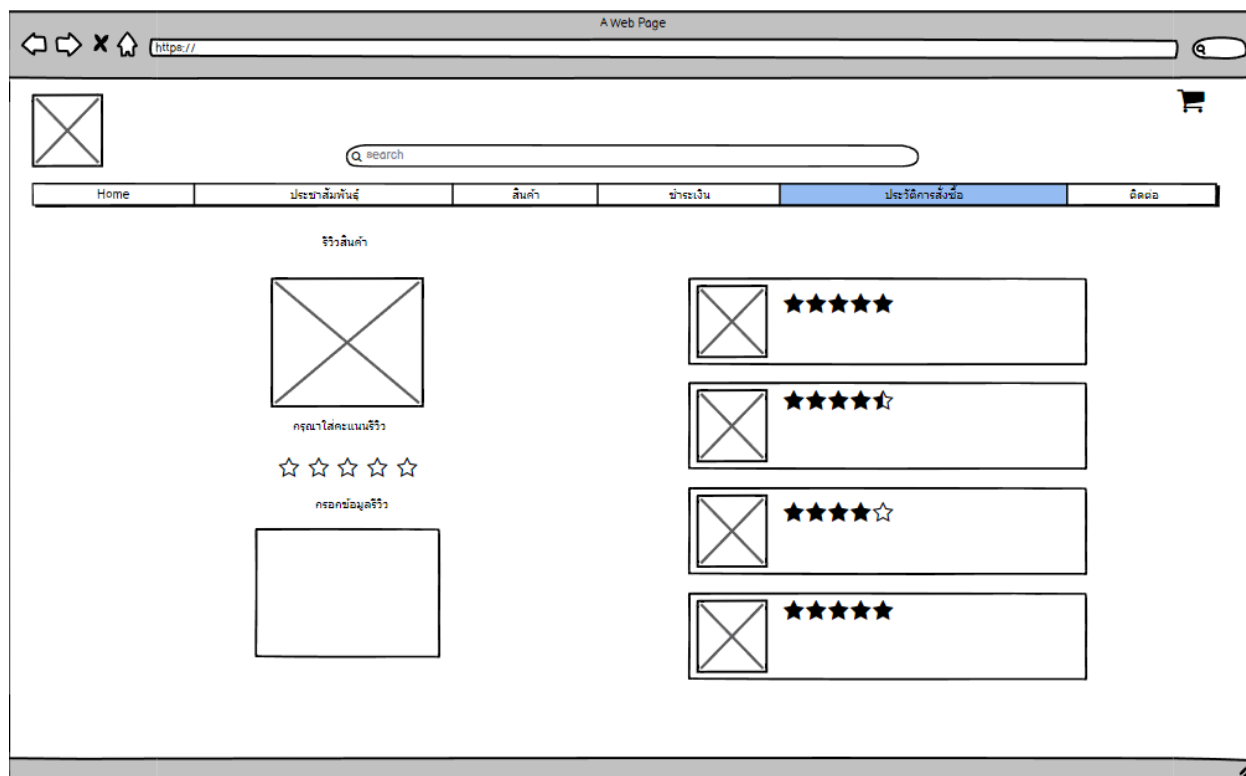 A Web Page
https://
search
Home ประชาสัมพันธ์ สินค้า ชำระเงิน ประวัติการสั่งซื้อ ติดต่อ
รีวิวสินค้า
กรุณาใส่คะแนนรีวิว
กรอกข้อมูลรีวิว